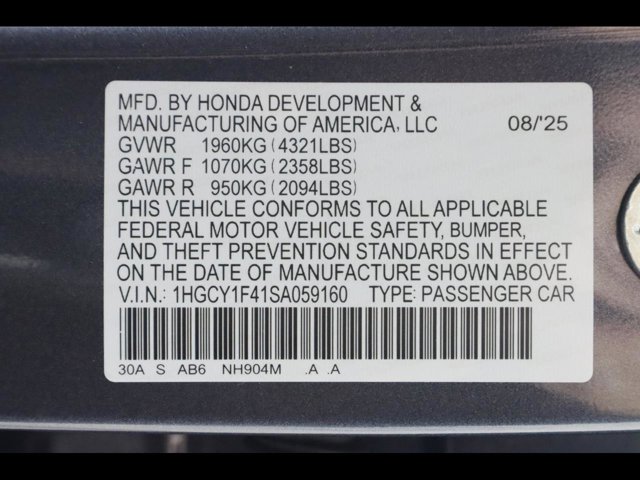 MFD. BY HONDA DEVELOPMENT &
MANUFACTURING OF AMERICA, LLC 08/'25
GVWR 1960KG (4321LBS)
GAWR F 1070KG (2358LBS)
GAWR R 950KG (2094LBS)
THIS VEHICLE CONFORMS TO ALL APPLICABLE
FEDERAL MOTOR VEHICLE SAFETY, BUMPER,
AND THEFT PREVENTION STANDARDS IN EFFECT
ON THE DATE OF MANUFACTURE SHOWN ABOVE.
V.I.N.: 1HGCY1F41SA059160 TYPE: PASSENGER CAR
30A S AB6 NH904M .A .A